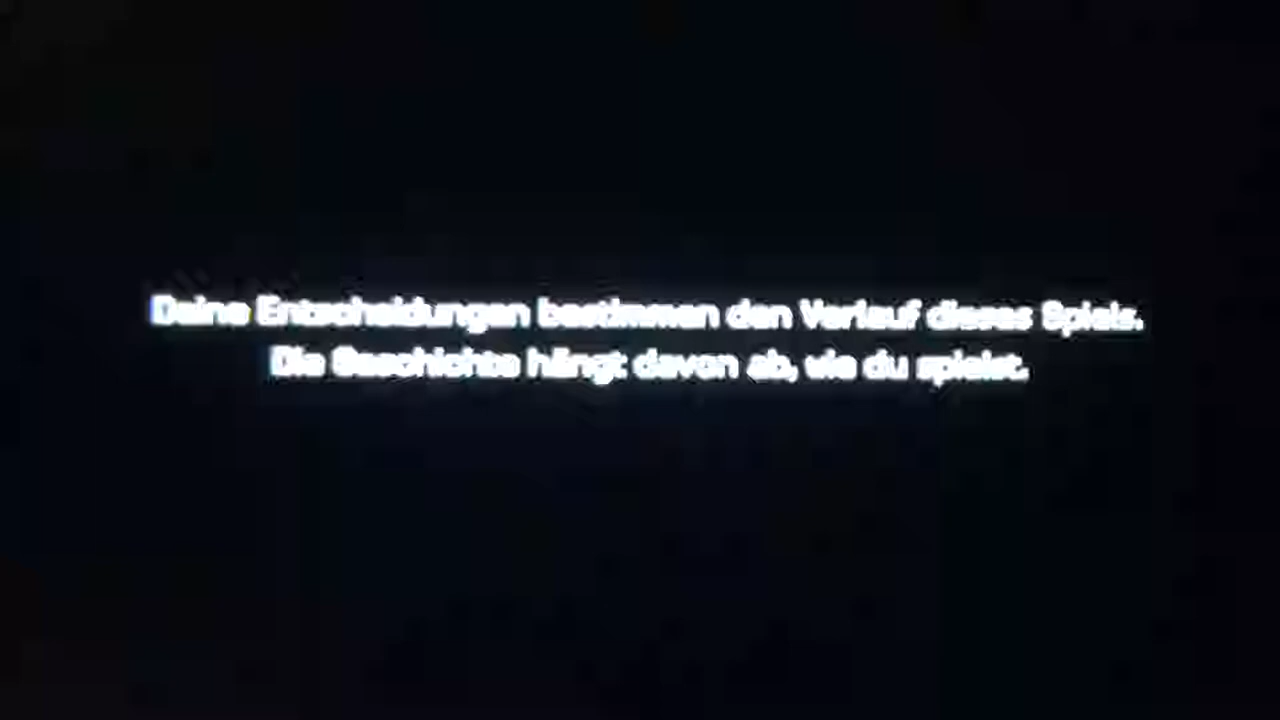 Deine Entscheidungen bestimmen den Verlauf dieses Spiels.
Die Geschichte hängt davon ab, wie du spielst.